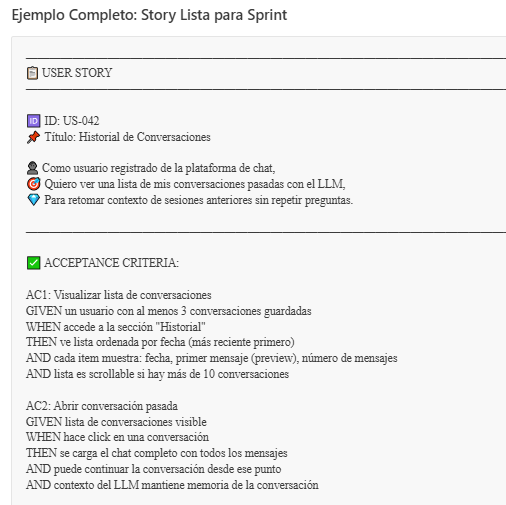 Ejemplo Completo: Story Lista para Sprint
📋 USER STORY
🆔 ID: US-042
📌 Título: Historial de Conversaciones
👤 Como usuario registrado de la plataforma de chat,
🎯 Quiero ver una lista de mis conversaciones pasadas con el LLM,
💎 Para retomar contexto de sesiones anteriores sin repetir preguntas.
✅ ACCEPTANCE CRITERIA:
AC1: Visualizar lista de conversaciones
GIVEN un usuario con al menos 3 conversaciones guardadas
WHEN accede a la sección "Historial"
THEN ve lista ordenada por fecha (más reciente primero)
AND cada item muestra: fecha, primer mensaje (preview), número de mensajes
AND lista es scrollable si hay más de 10 conversaciones
AC2: Abrir conversación pasada
GIVEN lista de conversaciones visible
WHEN hace click en una conversación
THEN se carga el chat completo con todos los mensajes
AND puede continuar la conversación desde ese punto
AND contexto del LLM mantiene memoria de la conversación